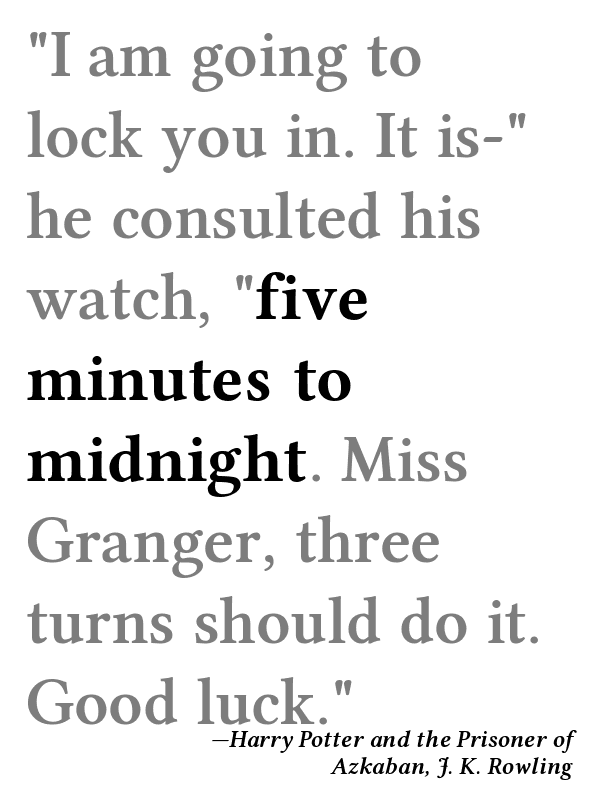 "I am going to
lock you in. It is-"
he consulted his
watch, "five
minutes to
midnight. Miss
Granger, three
turns should do it.
Good luck."
—Harry Potter and the Prisoner of
Azkaban, J. K. Rowling